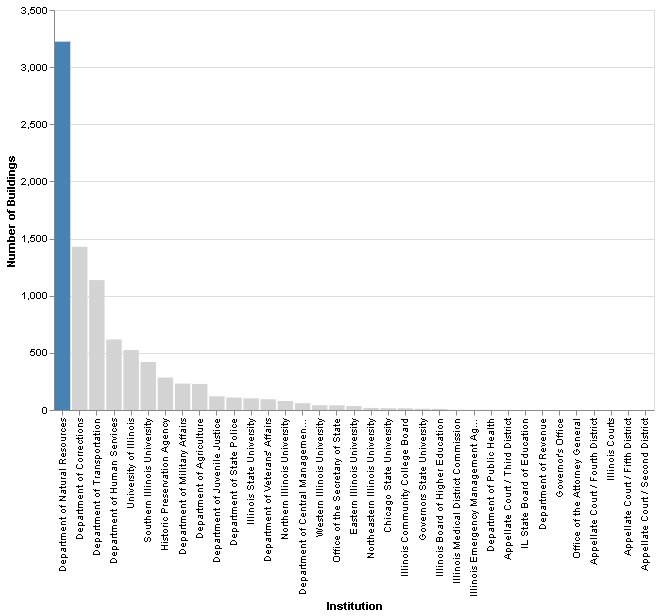 3,500
3,000
2,500
2,000
1,500
1,000
500
0
Number of Buildings
Department of Natural Resources
Department of Corrections
Department of Transportation
Department of Human Services
University of Illinois
Southern Illinois University
Historic Preservation Agency
Department of Military Affairs
Department of Agriculture
Department of Juvenile Justice
Department of State Police
Illinois State University
Department of Veterans' Affairs
Northern Illinois University
Department of Central Managemen...
Western Illinois University
Office of the Secretary of State
Eastern Illinois University
Northeastern Illinois University
Chicago State University
Illinois Community College Board
Governors State University
Illinois Board of Higher Education
Illinois Medical District Commission
Illinois Emergency Management Ag...
Department of Public Health
Appellate Court / Third District
IL State Board of Education
Department of Revenue
Governor's Office
Office of the Attorney General
Appellate Court / Fourth District
Illinois Courts
Appellate Court / Fifth District
Appellate Court / Second District
Institution